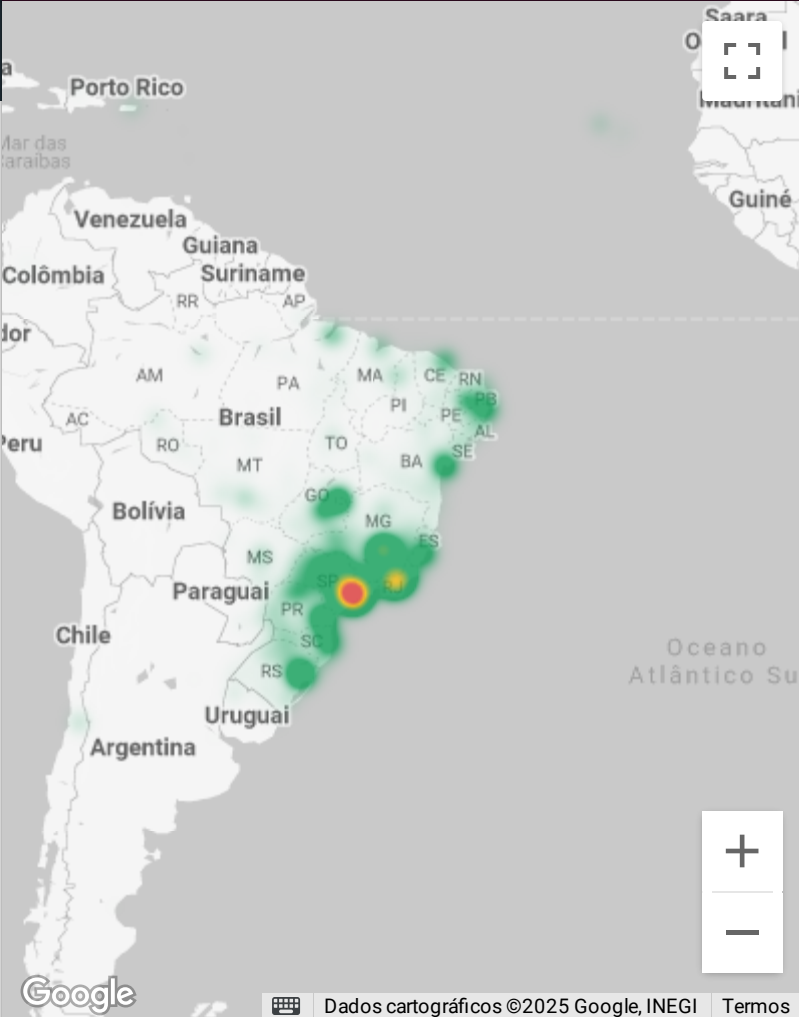 Saara
Porto Rico
Mar das
Caraíbas
Venezuela
Guiana
Guiné
Colômbia
Suriname
RR
AP
AM
PA
MA
CE
RN
PB
PI
PE
AC
Brasil
AL
Peru
RO
TO
SE
MT
BA
GO
Bolívia
MG
ES
MS
SP
RJ
Paraguai
PR
Chile
SC
Oceano
Atlântico Su
RS
Uruguai
Argentina
+
−
Google
Dados cartográficos ©2025 Google, INEGI
Termos